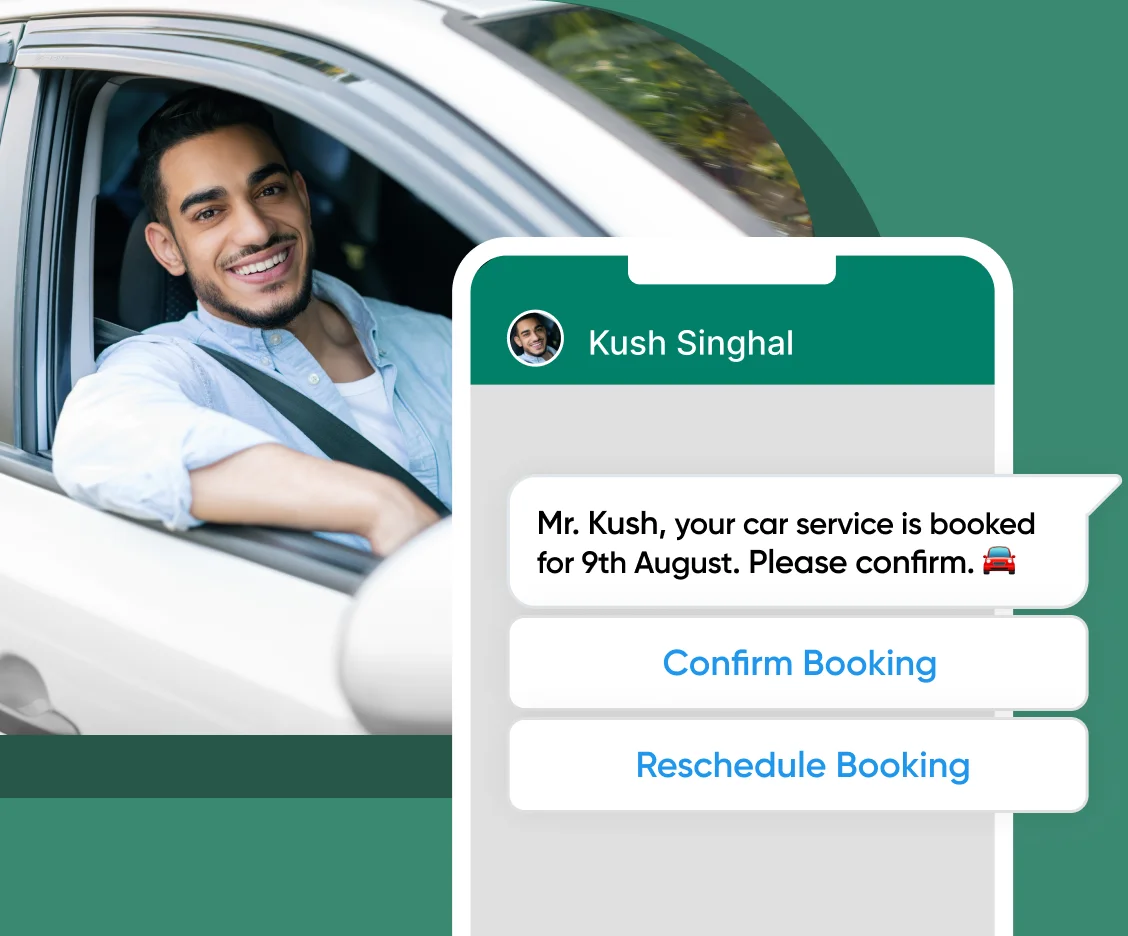 Kush Singhal
Mr. Kush, your car service is booked
for 9th August. Please confirm. 🚘
Confirm Booking
Reschedule Booking